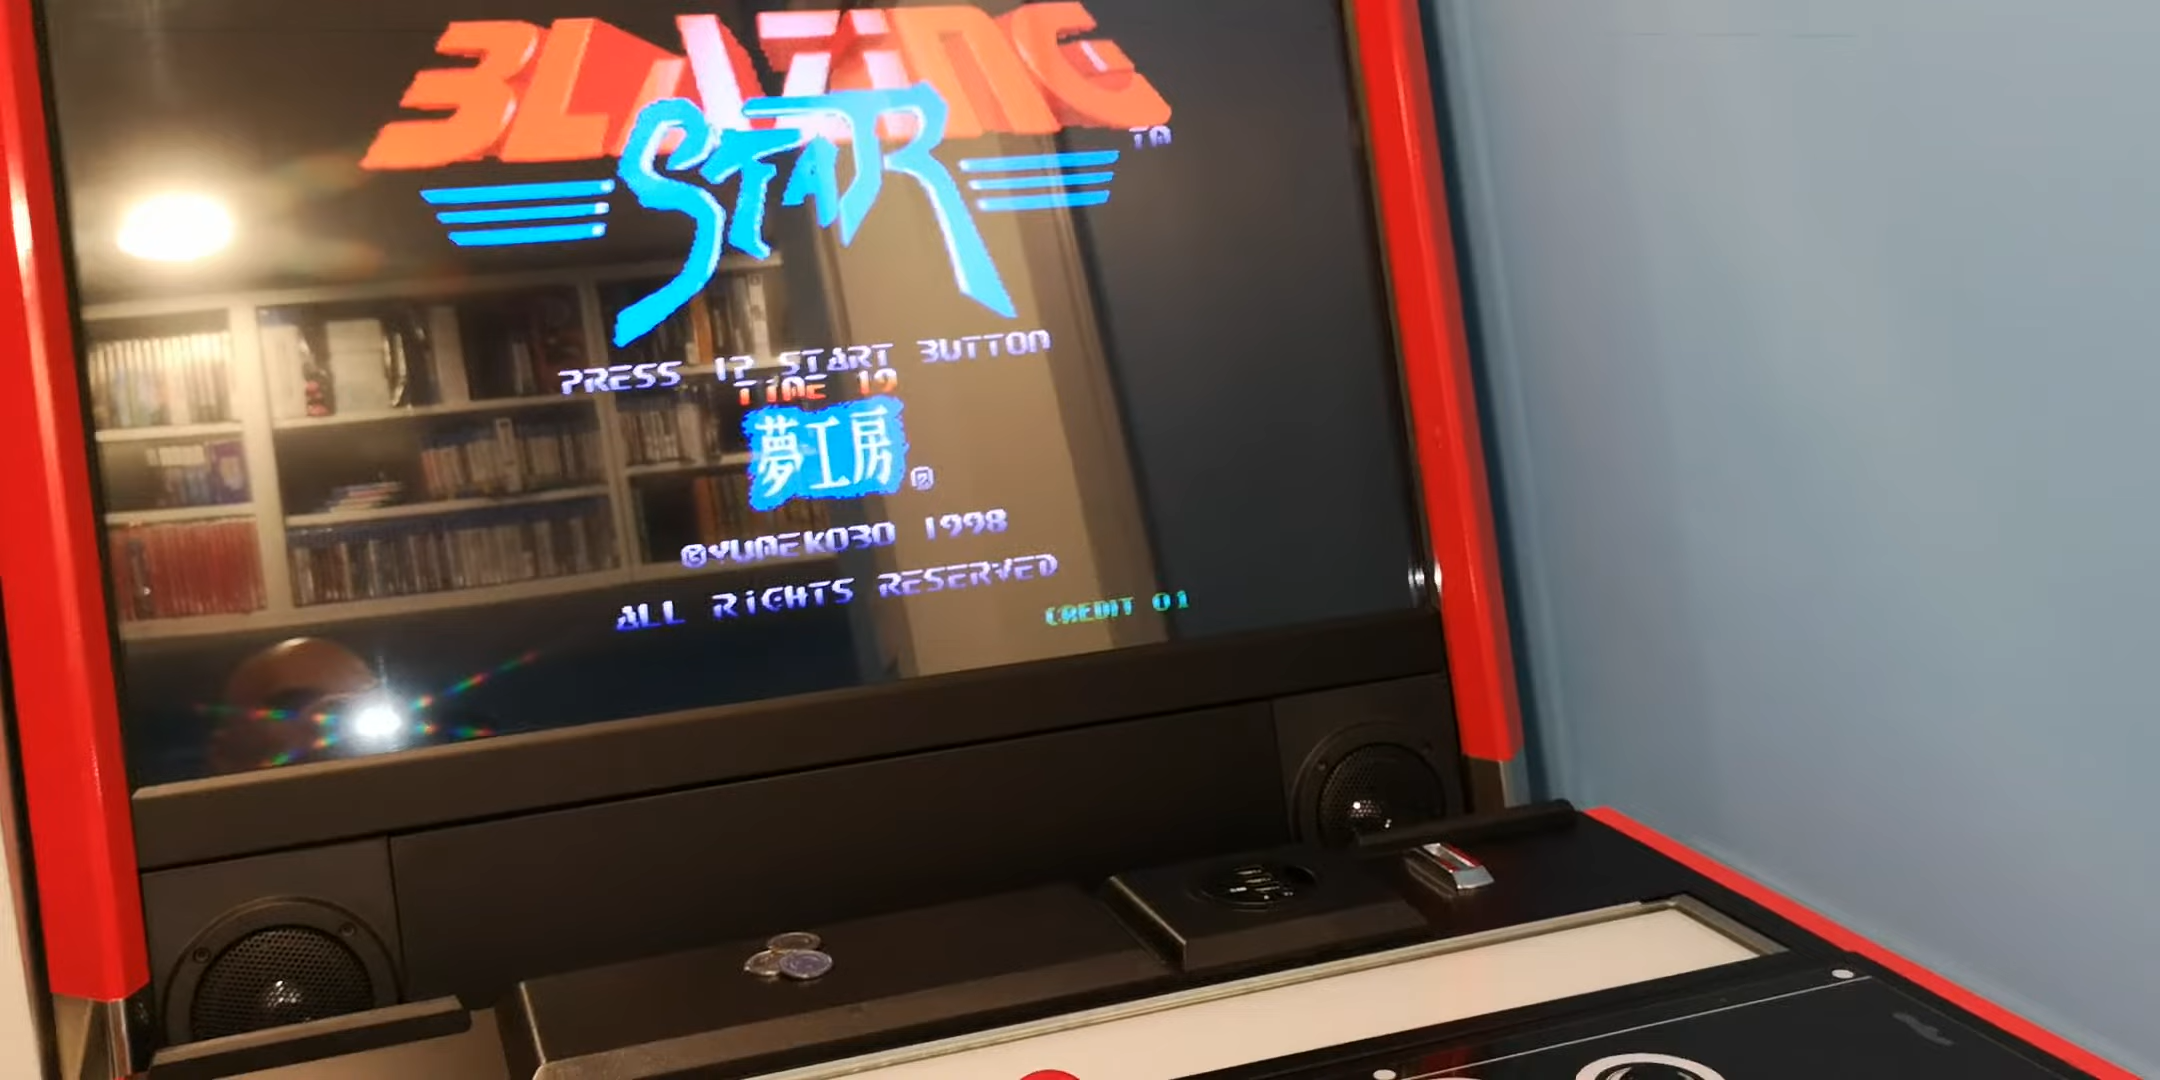 BLAZING
STAR
TM
PRESS 1P START BUTTON
TIME 19
夢工房
®
©YUMEKOBO 1998
ALL RIGHTS RESERVED
CREDIT 01